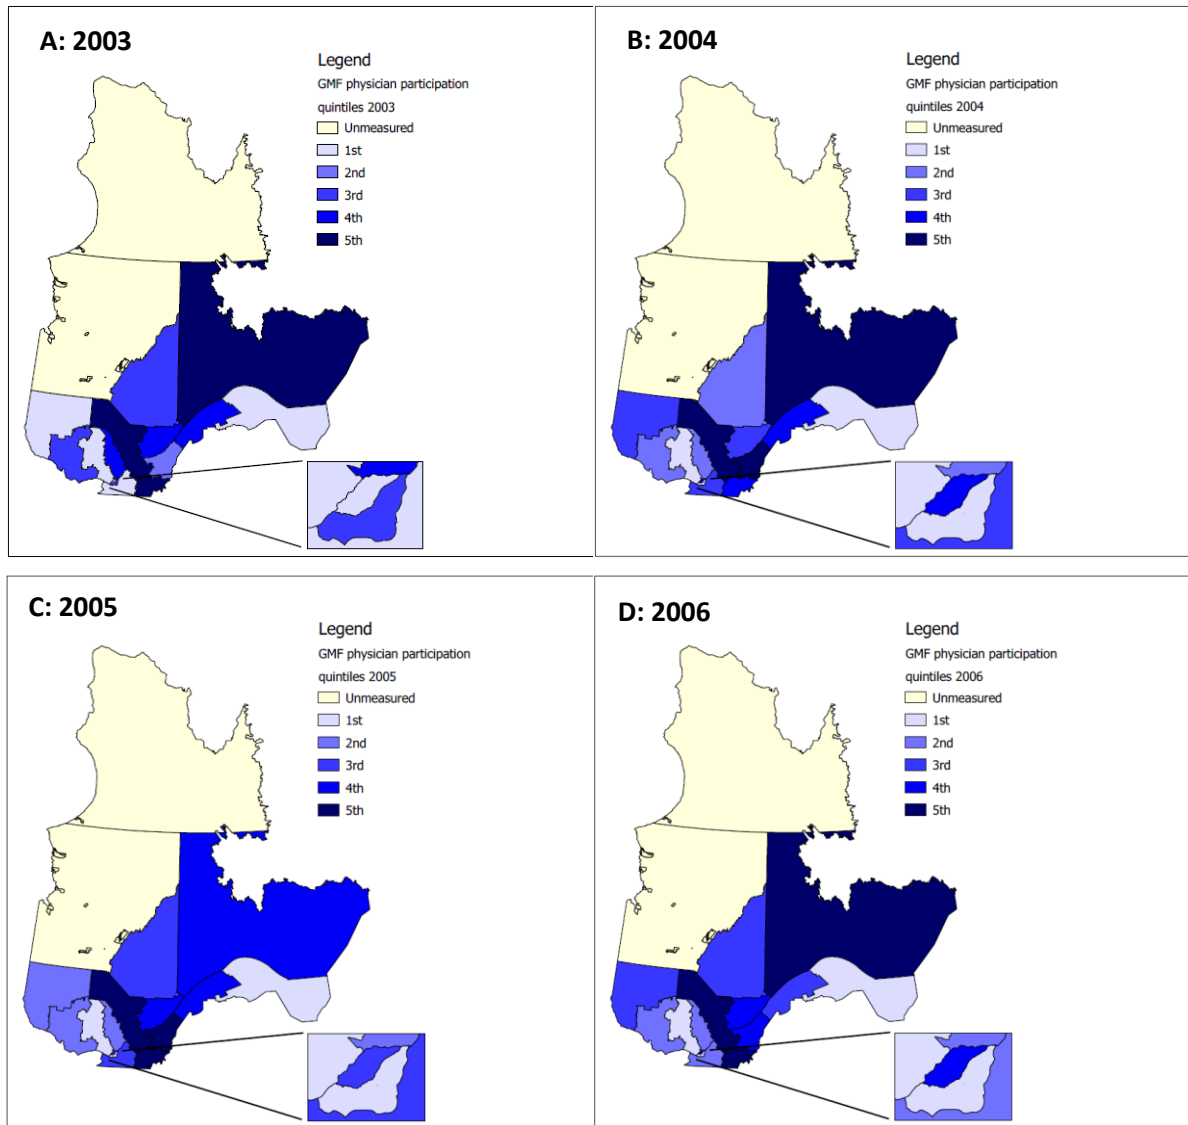 A: 2003
Legend
GMF physician participation
quintiles 2003
Unmeasured
1st
2nd
3rd
4th
5th
B: 2004
Legend
GMF physician participation
quintiles 2004
Unmeasured
1st
2nd
3rd
4th
5th
C: 2005
Legend
GMF physician participation
quintiles 2005
Unmeasured
1st
2nd
3rd
4th
5th
D: 2006
Legend
GMF physician participation
quintiles 2006
Unmeasured
1st
2nd
3rd
4th
5th